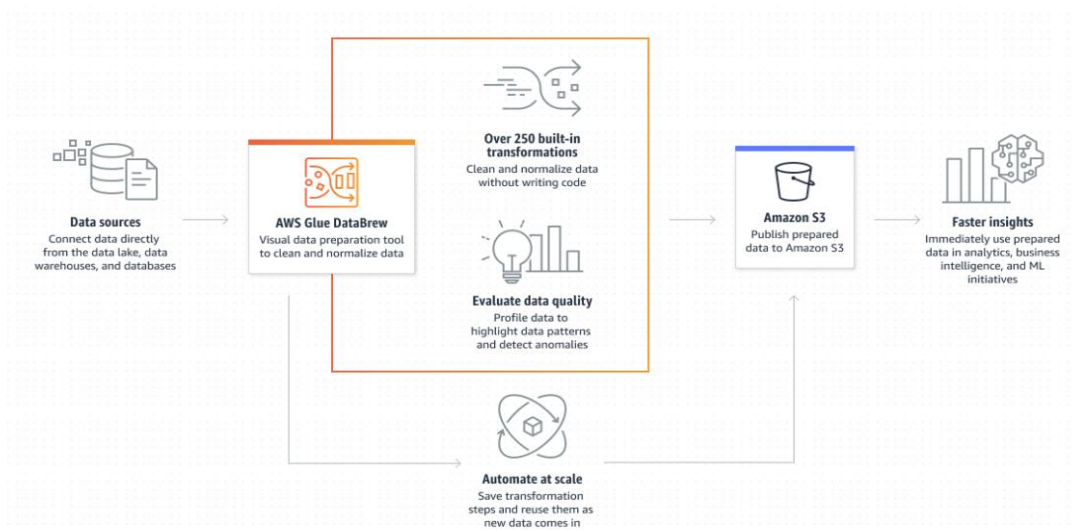 Data sources
Connect data directly
from the data lake, data
warehouses, and databases
AWS Glue DataBrew
Visual data preparation tool
to clean and normalize data
Over 250 built-in
transformations
Clean and normalize data
without writing code
Evaluate data quality
Profile data to
highlight data patterns
and detect anomalies
Automate at scale
Save transformation
steps and reuse them as
new data comes in
Amazon S3
Publish prepared
data to Amazon S3
Faster insights
Immediately use prepared
data in analytics, business
intelligence, and ML
initiatives